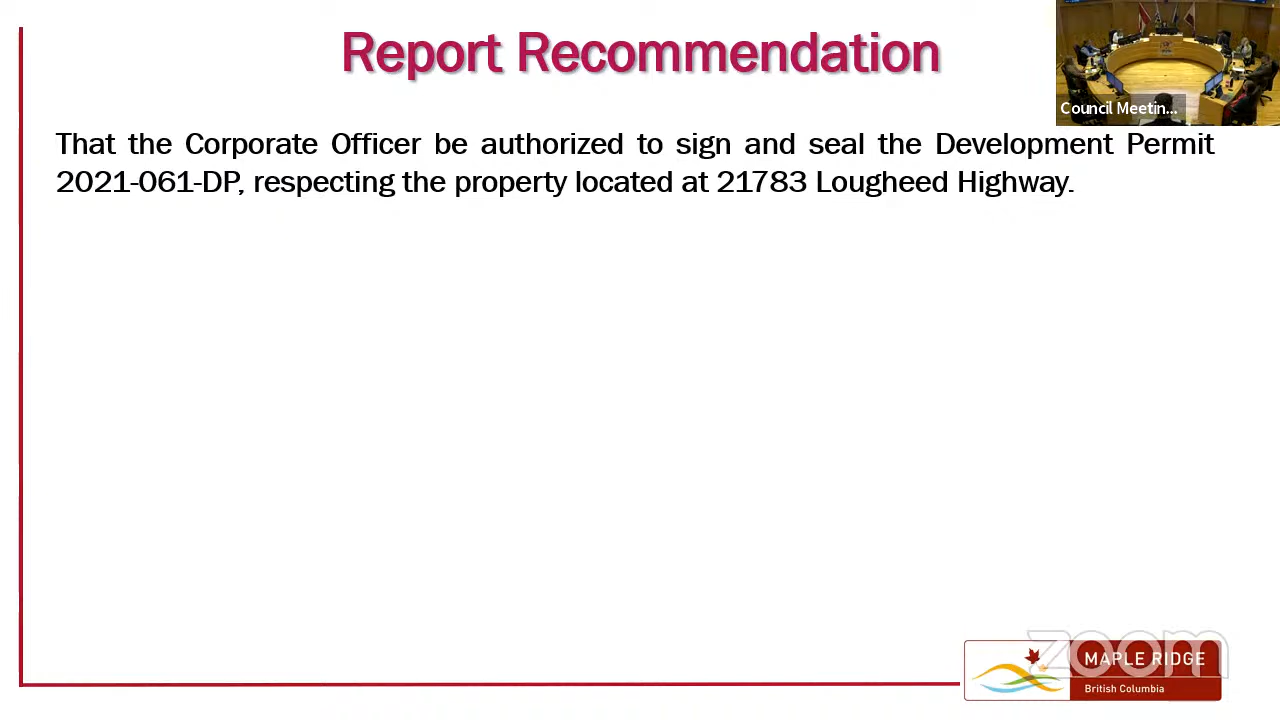 Report Recommendation
Council Meetin...
That the Corporate Officer be authorized to sign and seal the Development Permit
2021-061-DP, respecting the property located at 21783 Lougheed Highway.
zoom
MAPLE RIDGE
British Columbia